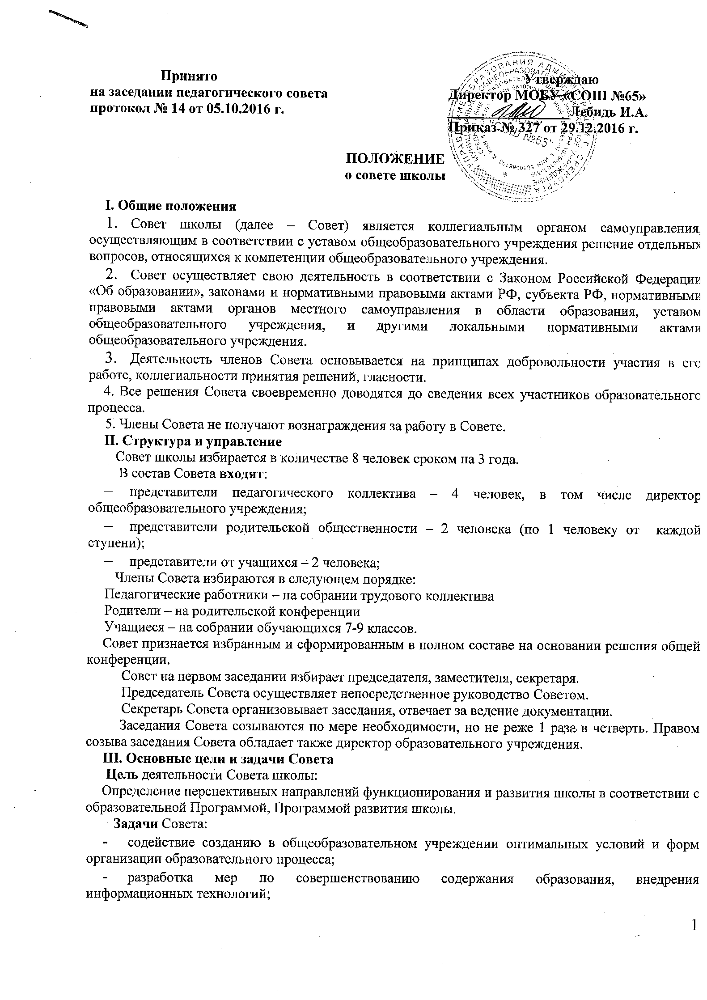 Принято
на заседании педагогического совета
протокол № 14 от 05.10.2016 г.
Утверждаю
Директор МОБУ «СОШ №65»
Лебидь И.А.
Приказ № 327 от 29.12.2016 г.
ПОЛОЖЕНИЕ
о совете школы
I. Общие положения
1. Совет школы (далее – Совет) является коллегиальным органом самоуправления,
осуществляющим в соответствии с уставом общеобразовательного учреждения решение отдельных
вопросов, относящихся к компетенции общеобразовательного учреждения.
2. Совет осуществляет свою деятельность в соответствии с Законом Российской Федерации
«Об образовании», законами и нормативными правовыми актами РФ, субъекта РФ, нормативными
правовыми актами органов местного самоуправления в области образования, уставом
общеобразовательного учреждения, и другими локальными нормативными актами
общеобразовательного учреждения.
3. Деятельность членов Совета основывается на принципах добровольности участия в его
работе, коллегиальности принятия решений, гласности.
4. Все решения Совета своевременно доводятся до сведения всех участников образовательного
процесса.
5. Члены Совета не получают вознаграждения за работу в Совете.
II. Структура и управление
Совет школы избирается в количестве 8 человек сроком на 3 года.
В состав Совета входят:
– представители педагогического коллектива – 4 человек, в том числе директор
общеобразовательного учреждения;
– представители родительской общественности – 2 человека (по 1 человеку от каждой
ступени);
– представители от учащихся – 2 человека;
Члены Совета избираются в следующем порядке:
Педагогические работники – на собрании трудового коллектива
Родители – на родительской конференции
Учащиеся – на собрании обучающихся 7-9 классов.
Совет признается избранным и сформированным в полном составе на основании решения общей
конференции.
Совет на первом заседании избирает председателя, заместителя, секретаря.
Председатель Совета осуществляет непосредственное руководство Советом.
Секретарь Совета организовывает заседания, отвечает за ведение документации.
Заседания Совета созываются по мере необходимости, но не реже 1 раза в четверть. Правом
созыва заседания Совета обладает также директор образовательного учреждения.
III. Основные цели и задачи Совета
Цель деятельности Совета школы:
Определение перспективных направлений функционирования и развития школы в соответствии с
образовательной Программой, Программой развития школы.
Задачи Совета:
- содействие созданию в общеобразовательном учреждении оптимальных условий и форм
организации образовательного процесса;
- разработка мер по совершенствованию содержания образования, внедрения
информационных технологий;
1